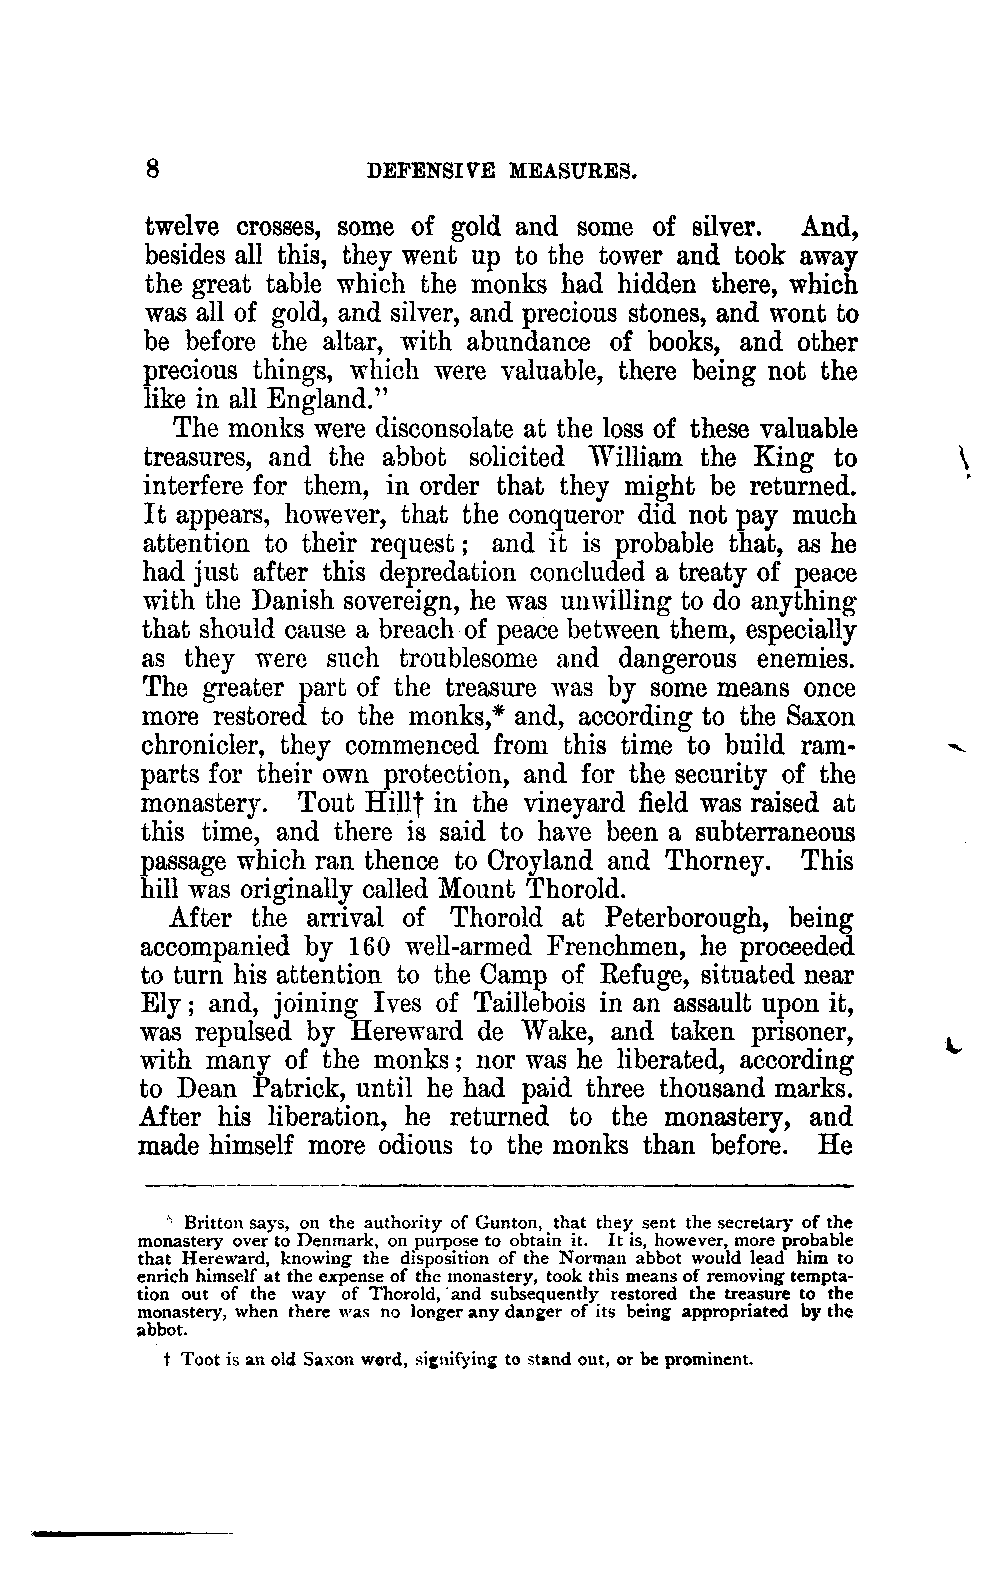 8 DEFENSIVE MEASURES.
twelve crosses, some of gold and some of silver. And,
besides all this, they went up to the tower and took away
the great table which the monks had hidden there, which
was all of gold, and silver, and precious stones, and wont to
be before the altar, with abundance of books, and other
precious things, which were valuable, there being not the
like in all England."
The monks were disconsolate at the loss of these valuable
treasures, and the abbot solicited William the King to
interfere for them, in order that they might be returned.
It appears, however, that the conqueror did not pay much
attention to their request; and it is probable that, as he
had just after this depredation concluded a treaty of peace
with the Danish sovereign, he was unwilling to do anything
that should cause a breach of peace between them, especially
as they were such troublesome and dangerous enemies.
The greater part of the treasure was by some means once
more restored to the monks,* and, according to the Saxon
chronicler, they commenced from this time to build ram-
parts for their own protection, and for the security of the
monastery. Tout Hill† in the vineyard field was raised at
this time, and there is said to have been a subterraneous
passage which ran thence to Croyland and Thorney. This
hill was originally called Mount Thorold.
After the arrival of Thorold at Peterborough, being
accompanied by 160 well-armed Frenchmen, he proceeded
to turn his attention to the Camp of Refuge, situated near
Ely; and, joining Ives of Taillebois in an assault upon it,
was repulsed by Hereward de Wake, and taken prisoner,
with many of the monks; nor was he liberated, according
to Dean Patrick, until he had paid three thousand marks.
After his liberation, he returned to the monastery, and
made himself more odious to the monks than before. He
* Britton says, on the authority of Gunton, that they sent the secretary of the
monastery over to Denmark, on purpose to obtain it. It is, however, more probable
that Hereward, knowing the disposition of the Norman abbot would lead him to
enrich himself at the expense of the monastery, took this means of removing tempta-
tion out of the way of Thorold, and subsequently restored the treasure to the
monastery, when there was no longer any danger of its being appropriated by the
abbot.
† Toot is an old Saxon word, signifying to stand out, or be prominent.